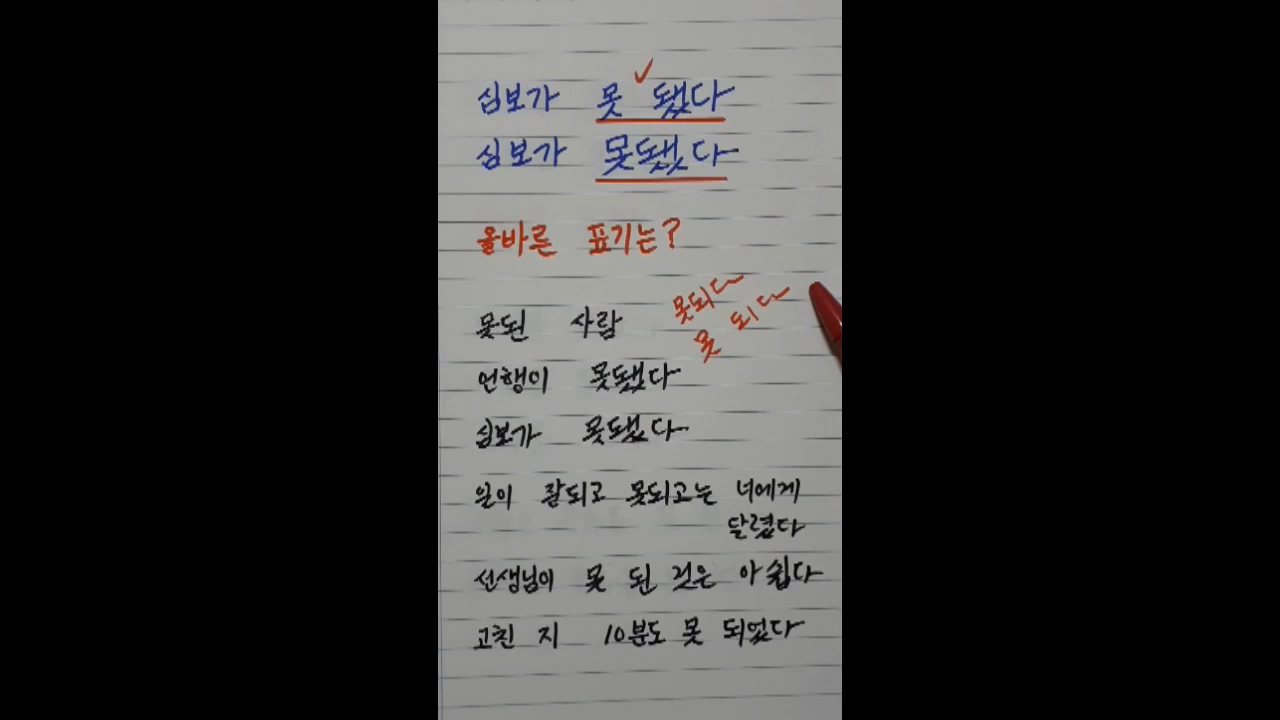 심보가 못 됐다
심보가 못됐다
올바른 표기는?
못되다
못 되다
못된 사람
언행이 못됐다
심보가 못됐다
일이 잘되고 못되고는 너에게
달렸다
선생님이 못 된 것은 아쉽다
고친 지 10분도 못 되었다